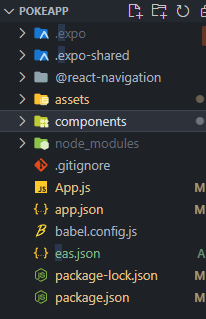 POKEAPP
.expo
.expo-shared
@react-navigation
assets
components
node_modules
.gitignore
App.js M
app.json M
babel.config.js
eas.json A
package-lock.json M
package.json M